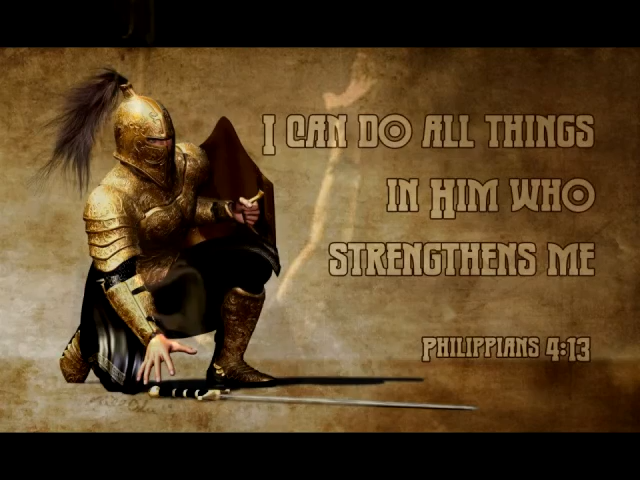 I can do all things
in Him who
strengthens me
Philippians 4:13